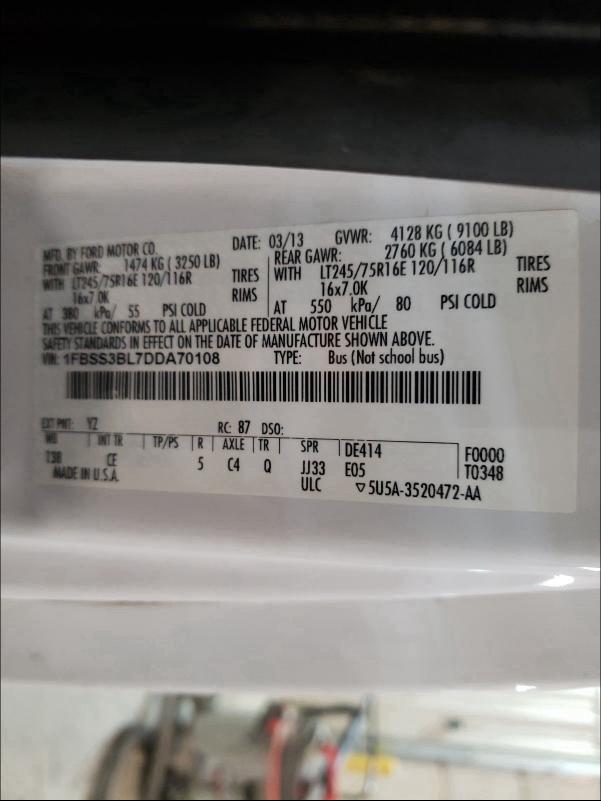 MFD. BY FORD MOTOR CO. DATE: 03/13 GVWR: 4128 KG ( 9100 LB)
FRONT GAWR: 1474 KG ( 3250 LB) REAR GAWR: 2760 KG ( 6084 LB)
WITH LT245/75R16E 120/116R TIRES WITH LT245/75R16E 120/116R TIRES
16x7.0K RIMS 16x7.0K RIMS
AT 380 kPa/ 55 PSI COLD AT 550 kPa/ 80 PSI COLD
THIS VEHICLE CONFORMS TO ALL APPLICABLE FEDERAL MOTOR VEHICLE
SAFETY STANDARDS IN EFFECT ON THE DATE OF MANUFACTURE SHOWN ABOVE.
VIN: 1FBSS3BL7DDA70108 TYPE: Bus (Not school bus)
EXT PNT: YZ RC: 87 DSO:
WB INT TR TP/PS R AXLE TR SPR DE414 F0000
138 CE 5 C4 Q JJ33 E05 T0348
MADE IN U.S.A. ULC ▽5U5A-3520472-AA